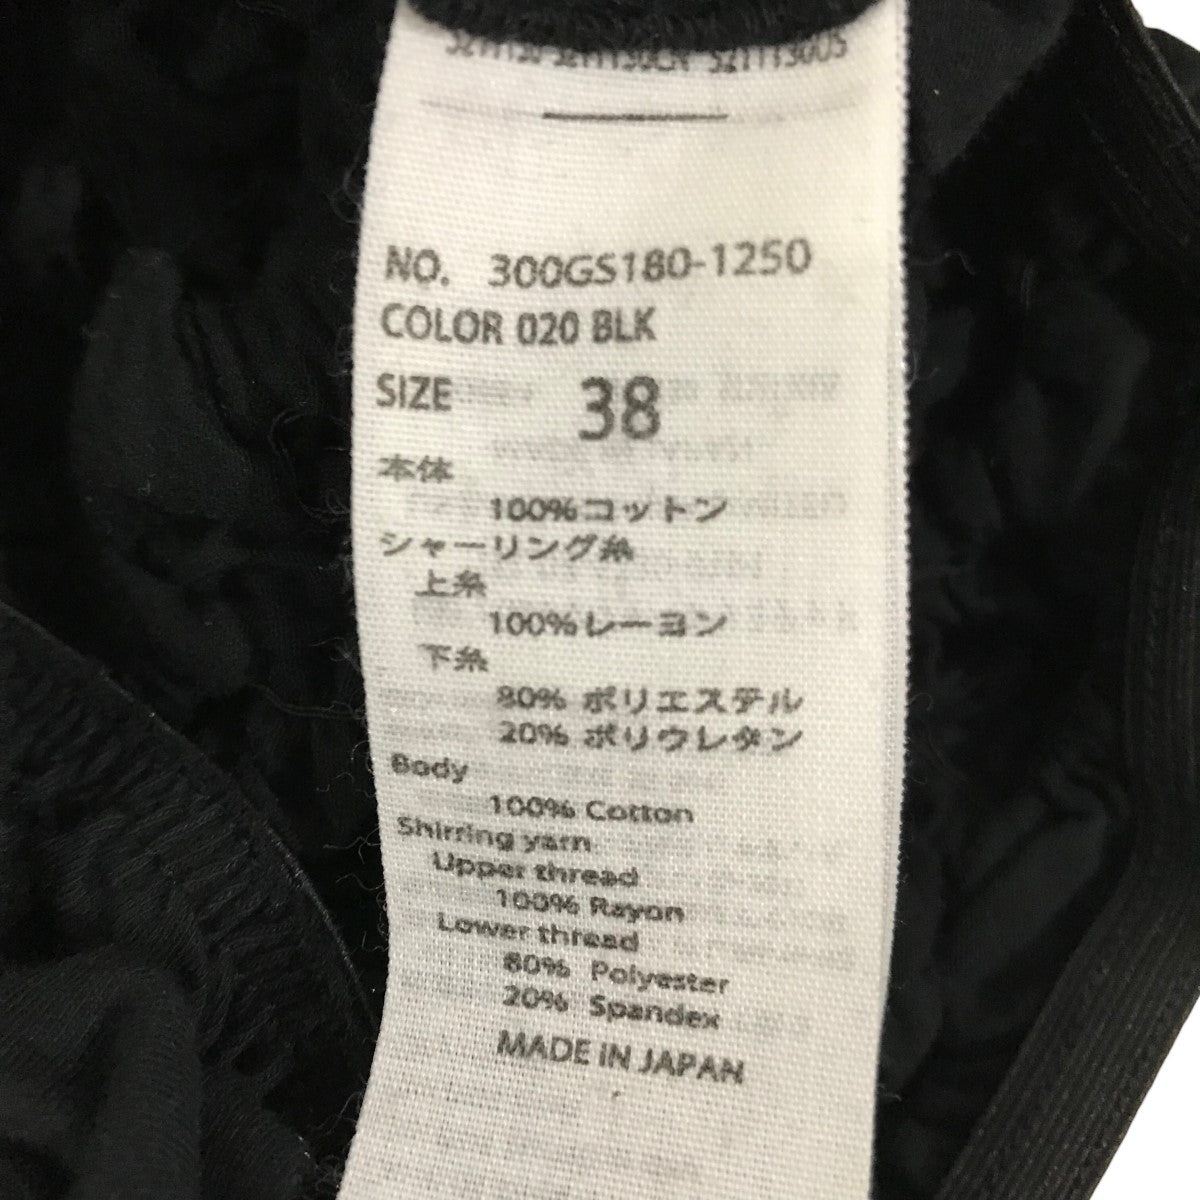 NO. 300GS180-1250
COLOR 020 BLK
SIZE 38
本体
100%コットン
シャーリング糸
上糸
100%レーヨン
下糸
80% ポリエステル
20% ポリウレタン
Body
100% Cotton
Shirring yarn
Upper thread
100% Rayon
Lower thread
80% Polyester
20% Spandex
MADE IN JAPAN